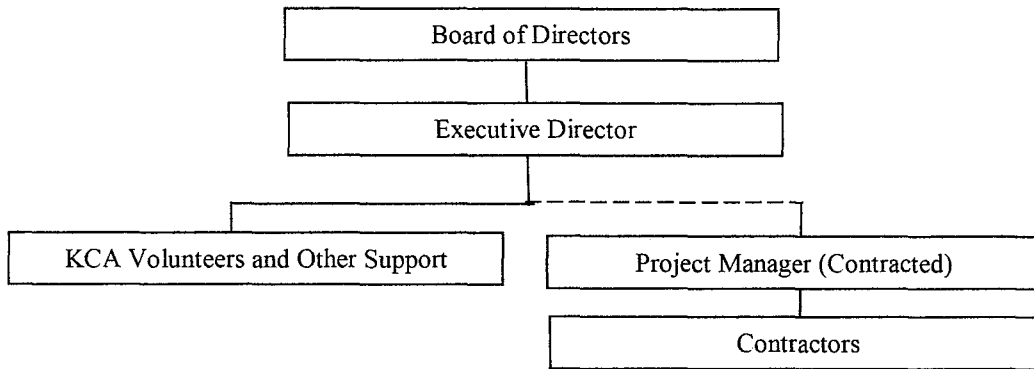 Board of Directors
Executive Director
KCA Volunteers and Other Support
Project Manager (Contracted)
Contractors